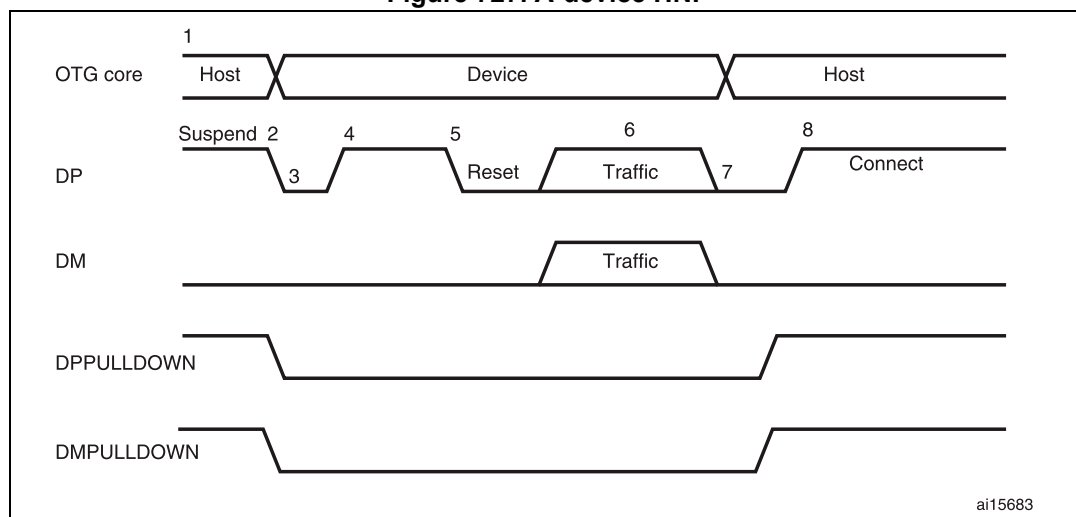 1
OTG core Host Device Host
Suspend 2 4 5 6 8
DP 3 Reset Traffic 7 Connect
DM Traffic
DPPULLDOWN
DMPULLDOWN
ai15683